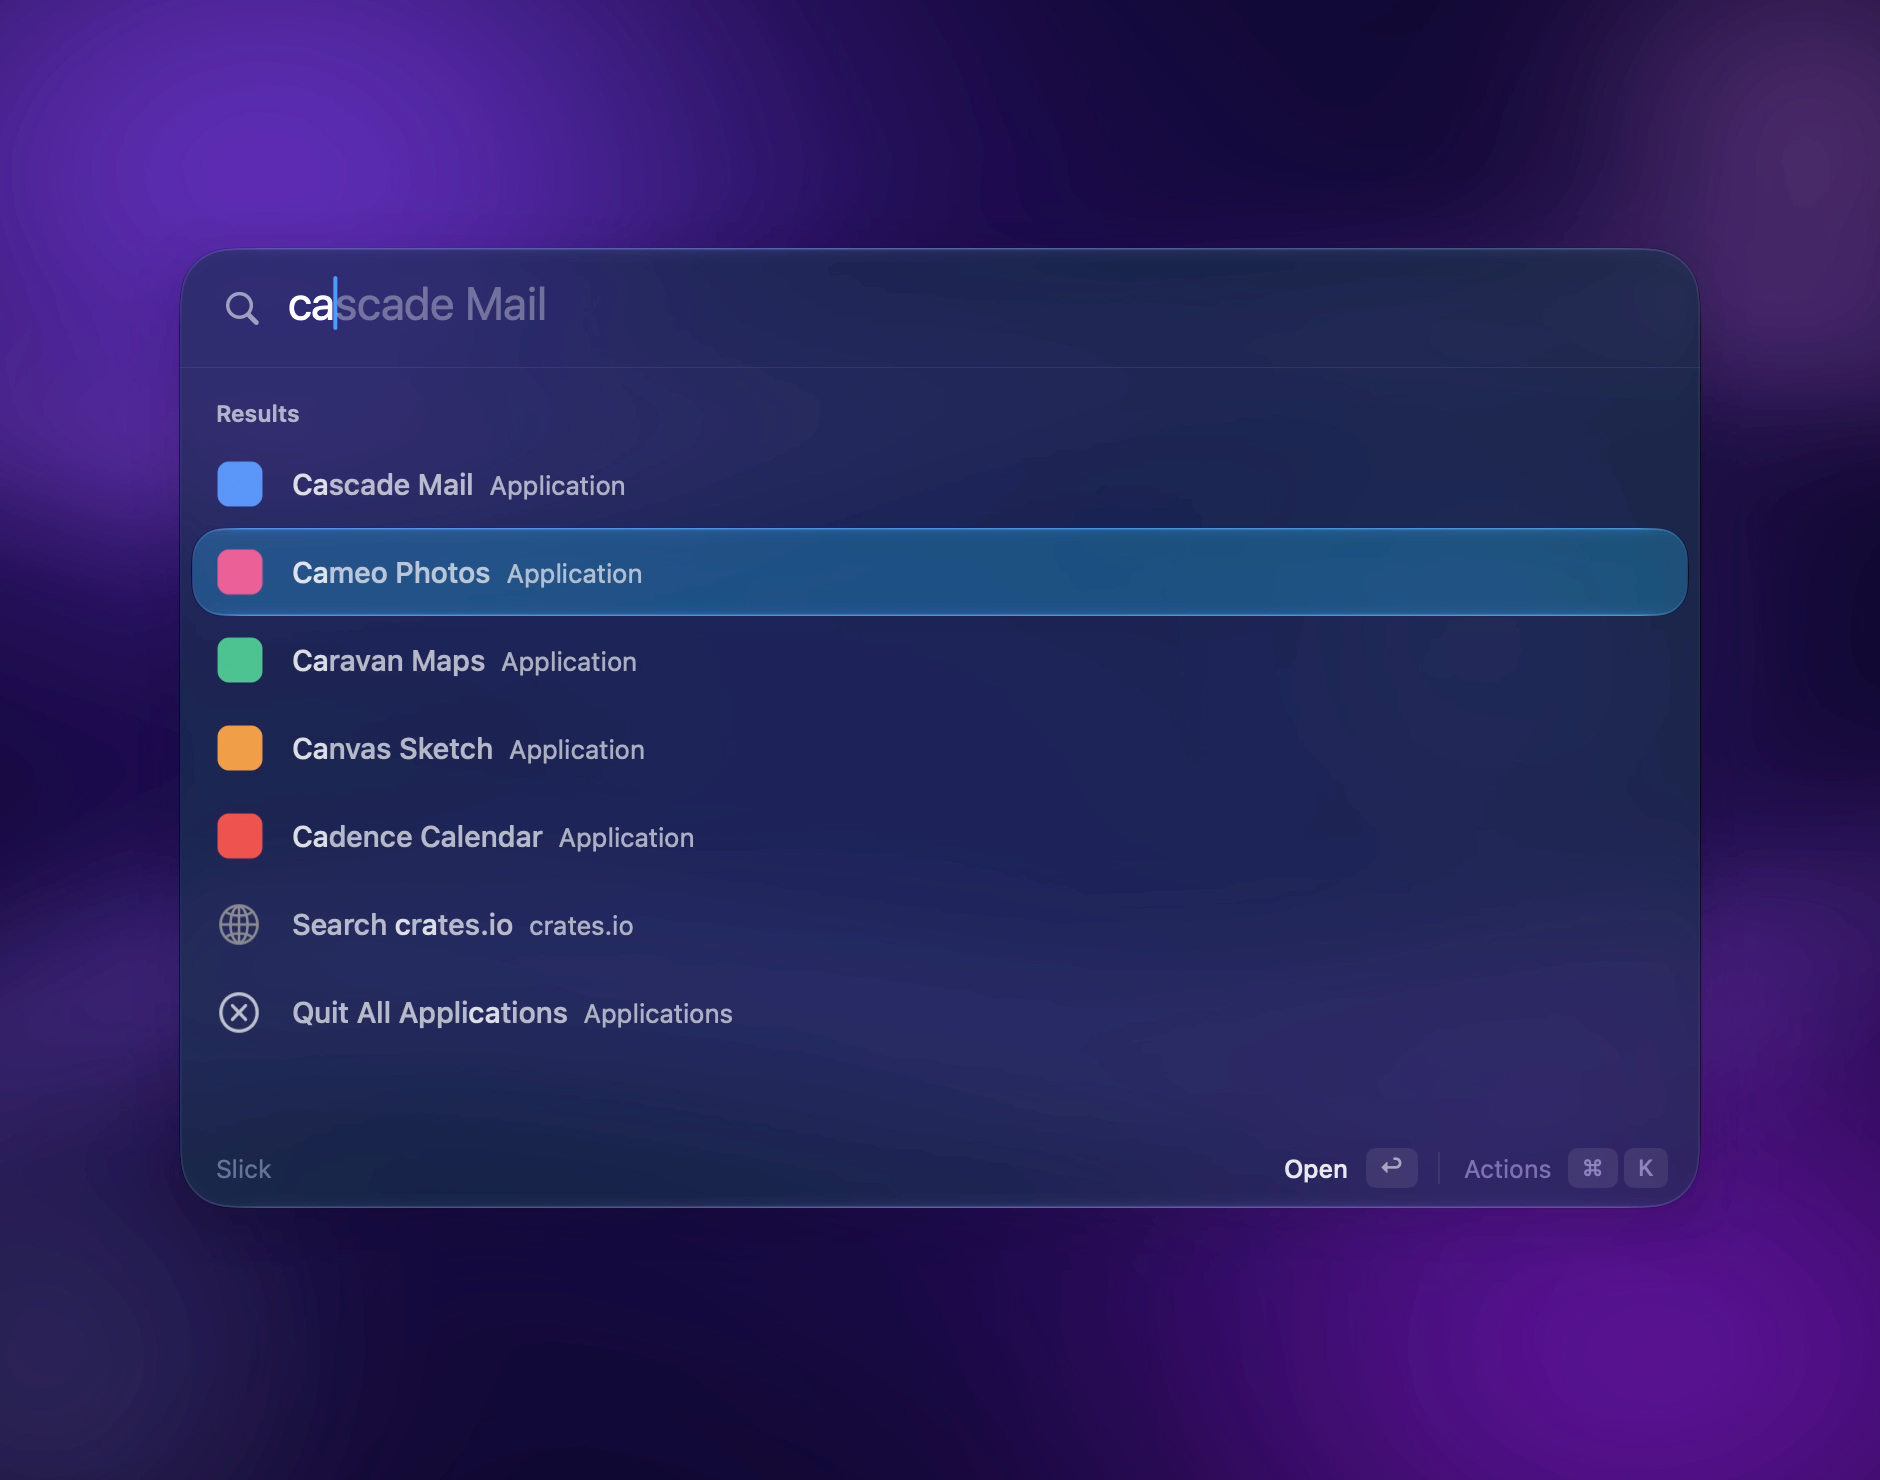 cascade Mail
Results
Cascade Mail Application
Cameo Photos Application
Caravan Maps Application
Canvas Sketch Application
Cadence Calendar Application
Search crates.io crates.io
Quit All Applications Applications
Slick Open ↩ Actions ⌘ K